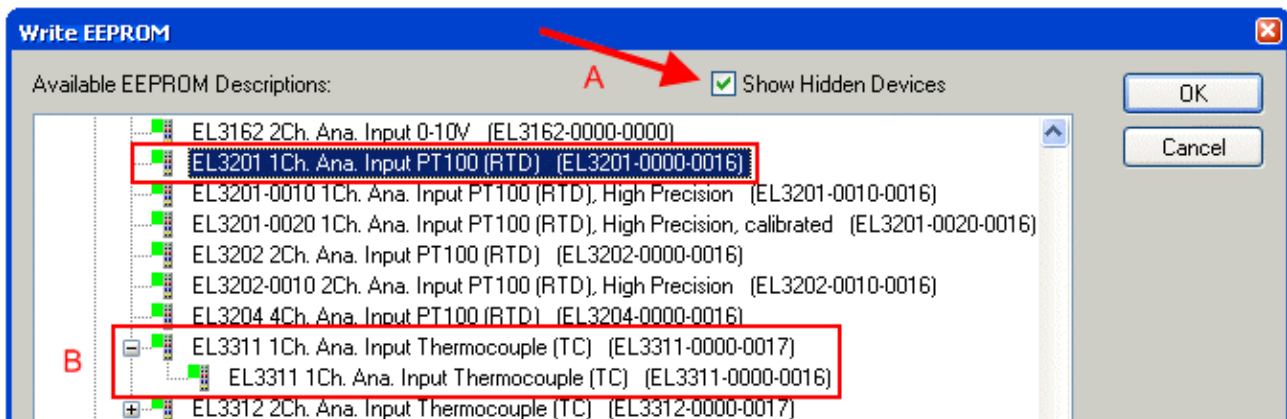 Write EEPROM
Available EEPROM Descriptions: A Show Hidden Devices
OK
Cancel
EL3162 2Ch. Ana. Input 0-10V (EL3162-0000-0000)
EL3201 1Ch. Ana. Input PT100 (RTD) (EL3201-0000-0016)
EL3201-0010 1Ch. Ana. Input PT100 (RTD), High Precision (EL3201-0010-0016)
EL3201-0020 1Ch. Ana. Input PT100 (RTD), High Precision, calibrated (EL3201-0020-0016)
EL3202 2Ch. Ana. Input PT100 (RTD) (EL3202-0000-0016)
EL3202-0010 2Ch. Ana. Input PT100 (RTD), High Precision (EL3202-0010-0016)
EL3204 4Ch. Ana. Input PT100 (RTD) (EL3204-0000-0016)
B
EL3311 1Ch. Ana. Input Thermocouple (TC) (EL3311-0000-0017)
EL3311 1Ch. Ana. Input Thermocouple (TC) (EL3311-0000-0016)
EL3312 2Ch. Ana. Input Thermocouple (TC) (EL3312-0000-0017)